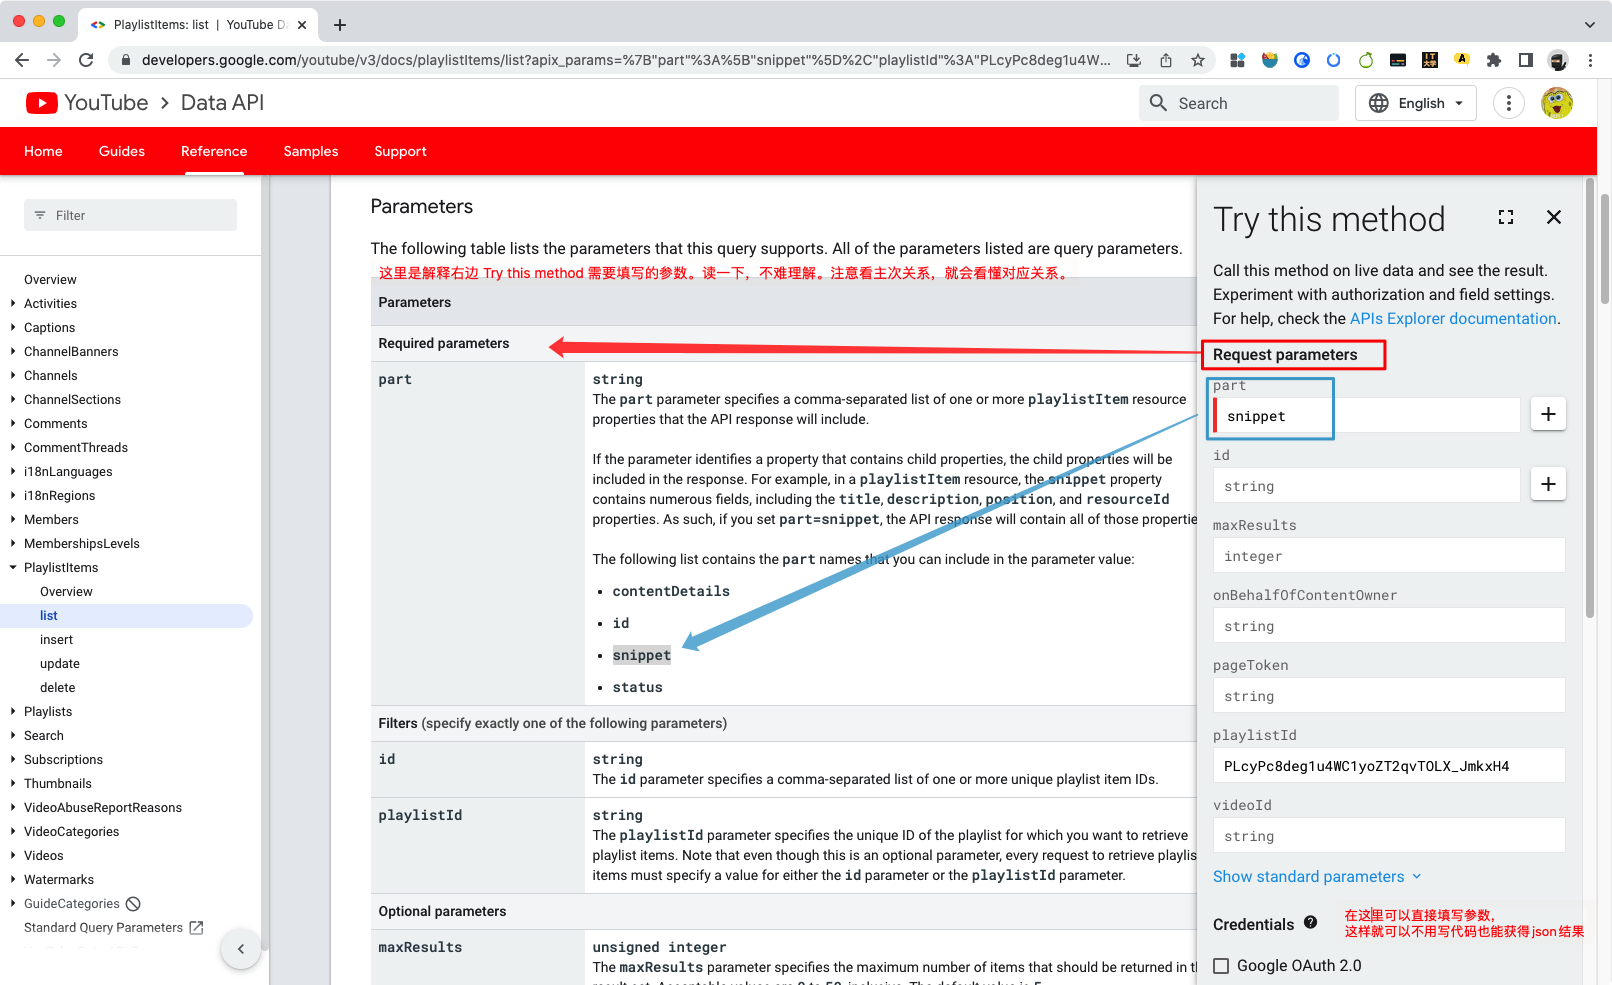 PlaylistItems: list | YouTube D
developers.google.com/youtube/v3/docs/playlistItems/list?apix_params=%7B"part"%3A%5B"snippet"%5D%2C"playlistId"%3A"PLcyPc8deg1u4W...
YouTube > Data API
Search
English
Home
Guides
Reference
Samples
Support
Filter
Overview
Activities
Captions
ChannelBanners
Channels
ChannelSections
Comments
CommentThreads
i18nLanguages
i18nRegions
Members
MembershipsLevels
PlaylistItems
Overview
list
insert
update
delete
Playlists
Search
Subscriptions
Thumbnails
VideoAbuseReportReasons
VideoCategories
Videos
Watermarks
GuideCategories
Standard Query Parameters
Parameters
The following table lists the parameters that this query supports. All of the parameters listed are query parameters.
这里是解释右边 Try this method 需要填写的参数。读一下，不难理解。注意看主次关系，就会看懂对应关系。
Parameters
Required parameters
part
string
The part parameter specifies a comma-separated list of one or more playlistItem resource
properties that the API response will include.
If the parameter identifies a property that contains child properties, the child properties will be
included in the response. For example, in a playlistItem resource, the snippet property
contains numerous fields, including the title, description, position, and resourceId
properties. As such, if you set part=snippet, the API response will contain all of those propertie
The following list contains the part names that you can include in the parameter value:
• contentDetails
• id
• snippet
• status
Filters (specify exactly one of the following parameters)
id
string
The id parameter specifies a comma-separated list of one or more unique playlist item IDs.
playlistId
string
The playlistId parameter specifies the unique ID of the playlist for which you want to retrieve
playlist items. Note that even though this is an optional parameter, every request to retrieve playlis
items must specify a value for either the id parameter or the playlistId parameter.
Optional parameters
maxResults
unsigned integer
The maxResults parameter specifies the maximum number of items that should be returned in t
Try this method
Call this method on live data and see the result.
Experiment with authorization and field settings.
For help, check the APIs Explorer documentation.
Request parameters
part
snippet
id
string
maxResults
integer
onBehalfOfContentOwner
string
pageToken
string
playlistId
PLcyPc8deg1u4WC1yoZT2qvTOLX_JmkxH4
videoId
string
Show standard parameters
Credentials
在这里可以直接填写参数，
这样就可以不用写代码也能获得json结果
Google OAuth 2.0